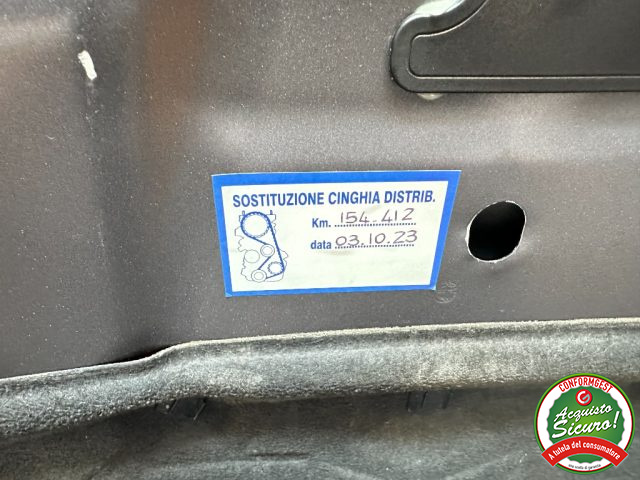 SOSTITUZIONE CINGHIA DISTRIB.
Km. 154.412
data 03.10.23
CONFORMGEST
Acquisto
Sicuro!
A tutela del consumatore